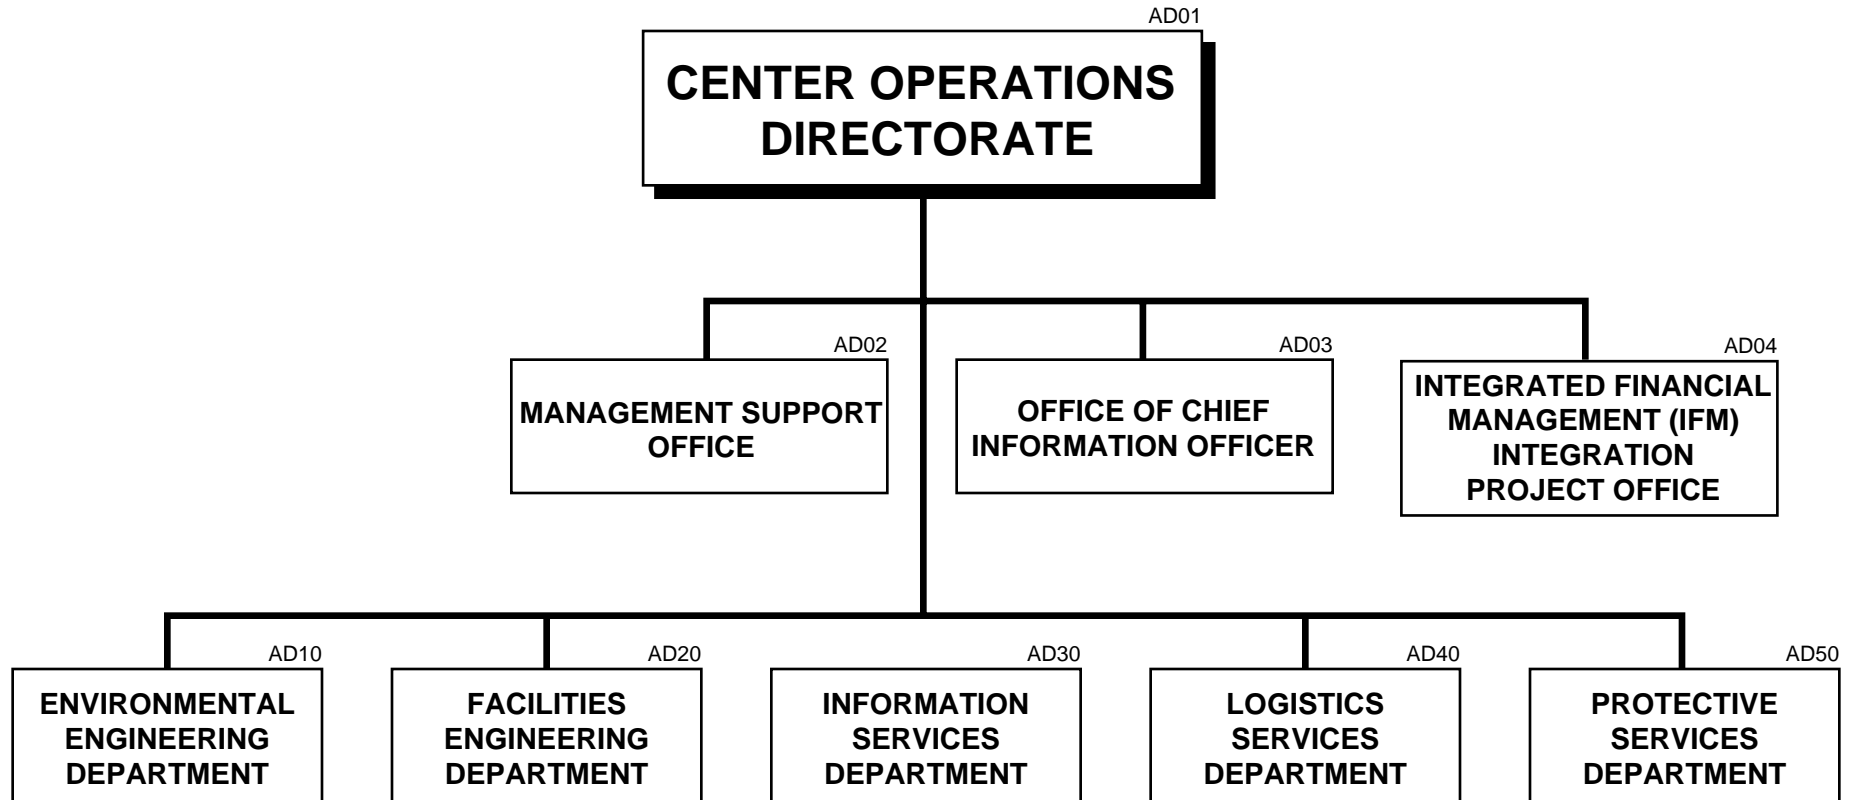 AD01
CENTER OPERATIONS
DIRECTORATE
AD02
MANAGEMENT SUPPORT
OFFICE
AD03
OFFICE OF CHIEF
INFORMATION OFFICER
AD04
INTEGRATED FINANCIAL
MANAGEMENT (IFM)
INTEGRATION
PROJECT OFFICE
AD10
ENVIRONMENTAL
ENGINEERING
DEPARTMENT
AD20
FACILITIES
ENGINEERING
DEPARTMENT
AD30
INFORMATION
SERVICES
DEPARTMENT
AD40
LOGISTICS
SERVICES
DEPARTMENT
AD50
PROTECTIVE
SERVICES
DEPARTMENT